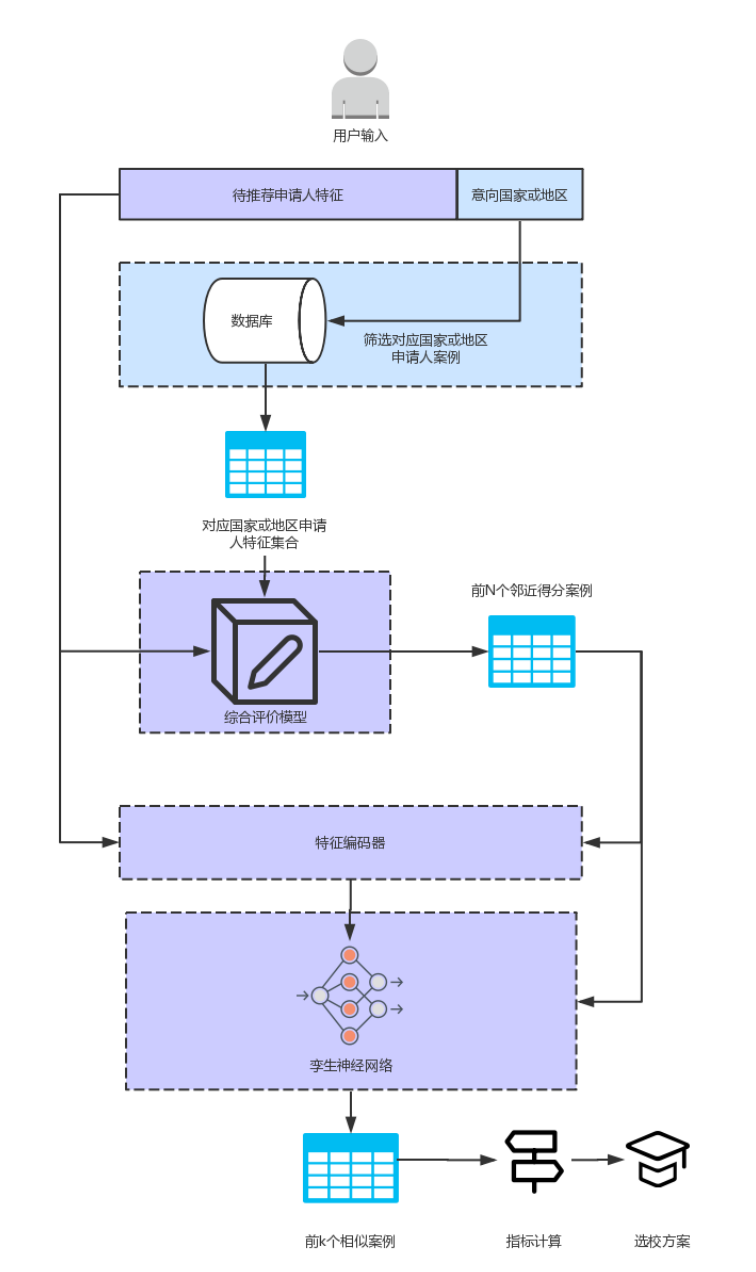 用户输入
待推荐申请人特征
意向国家或地区
数据库
筛选对应国家或地区
申请人案例
对应国家或地区申请
人特征集合
前N个邻近得分案例
综合评价模型
特征编码器
孪生神经网络
前k个相似案例
指标计算
选校方案